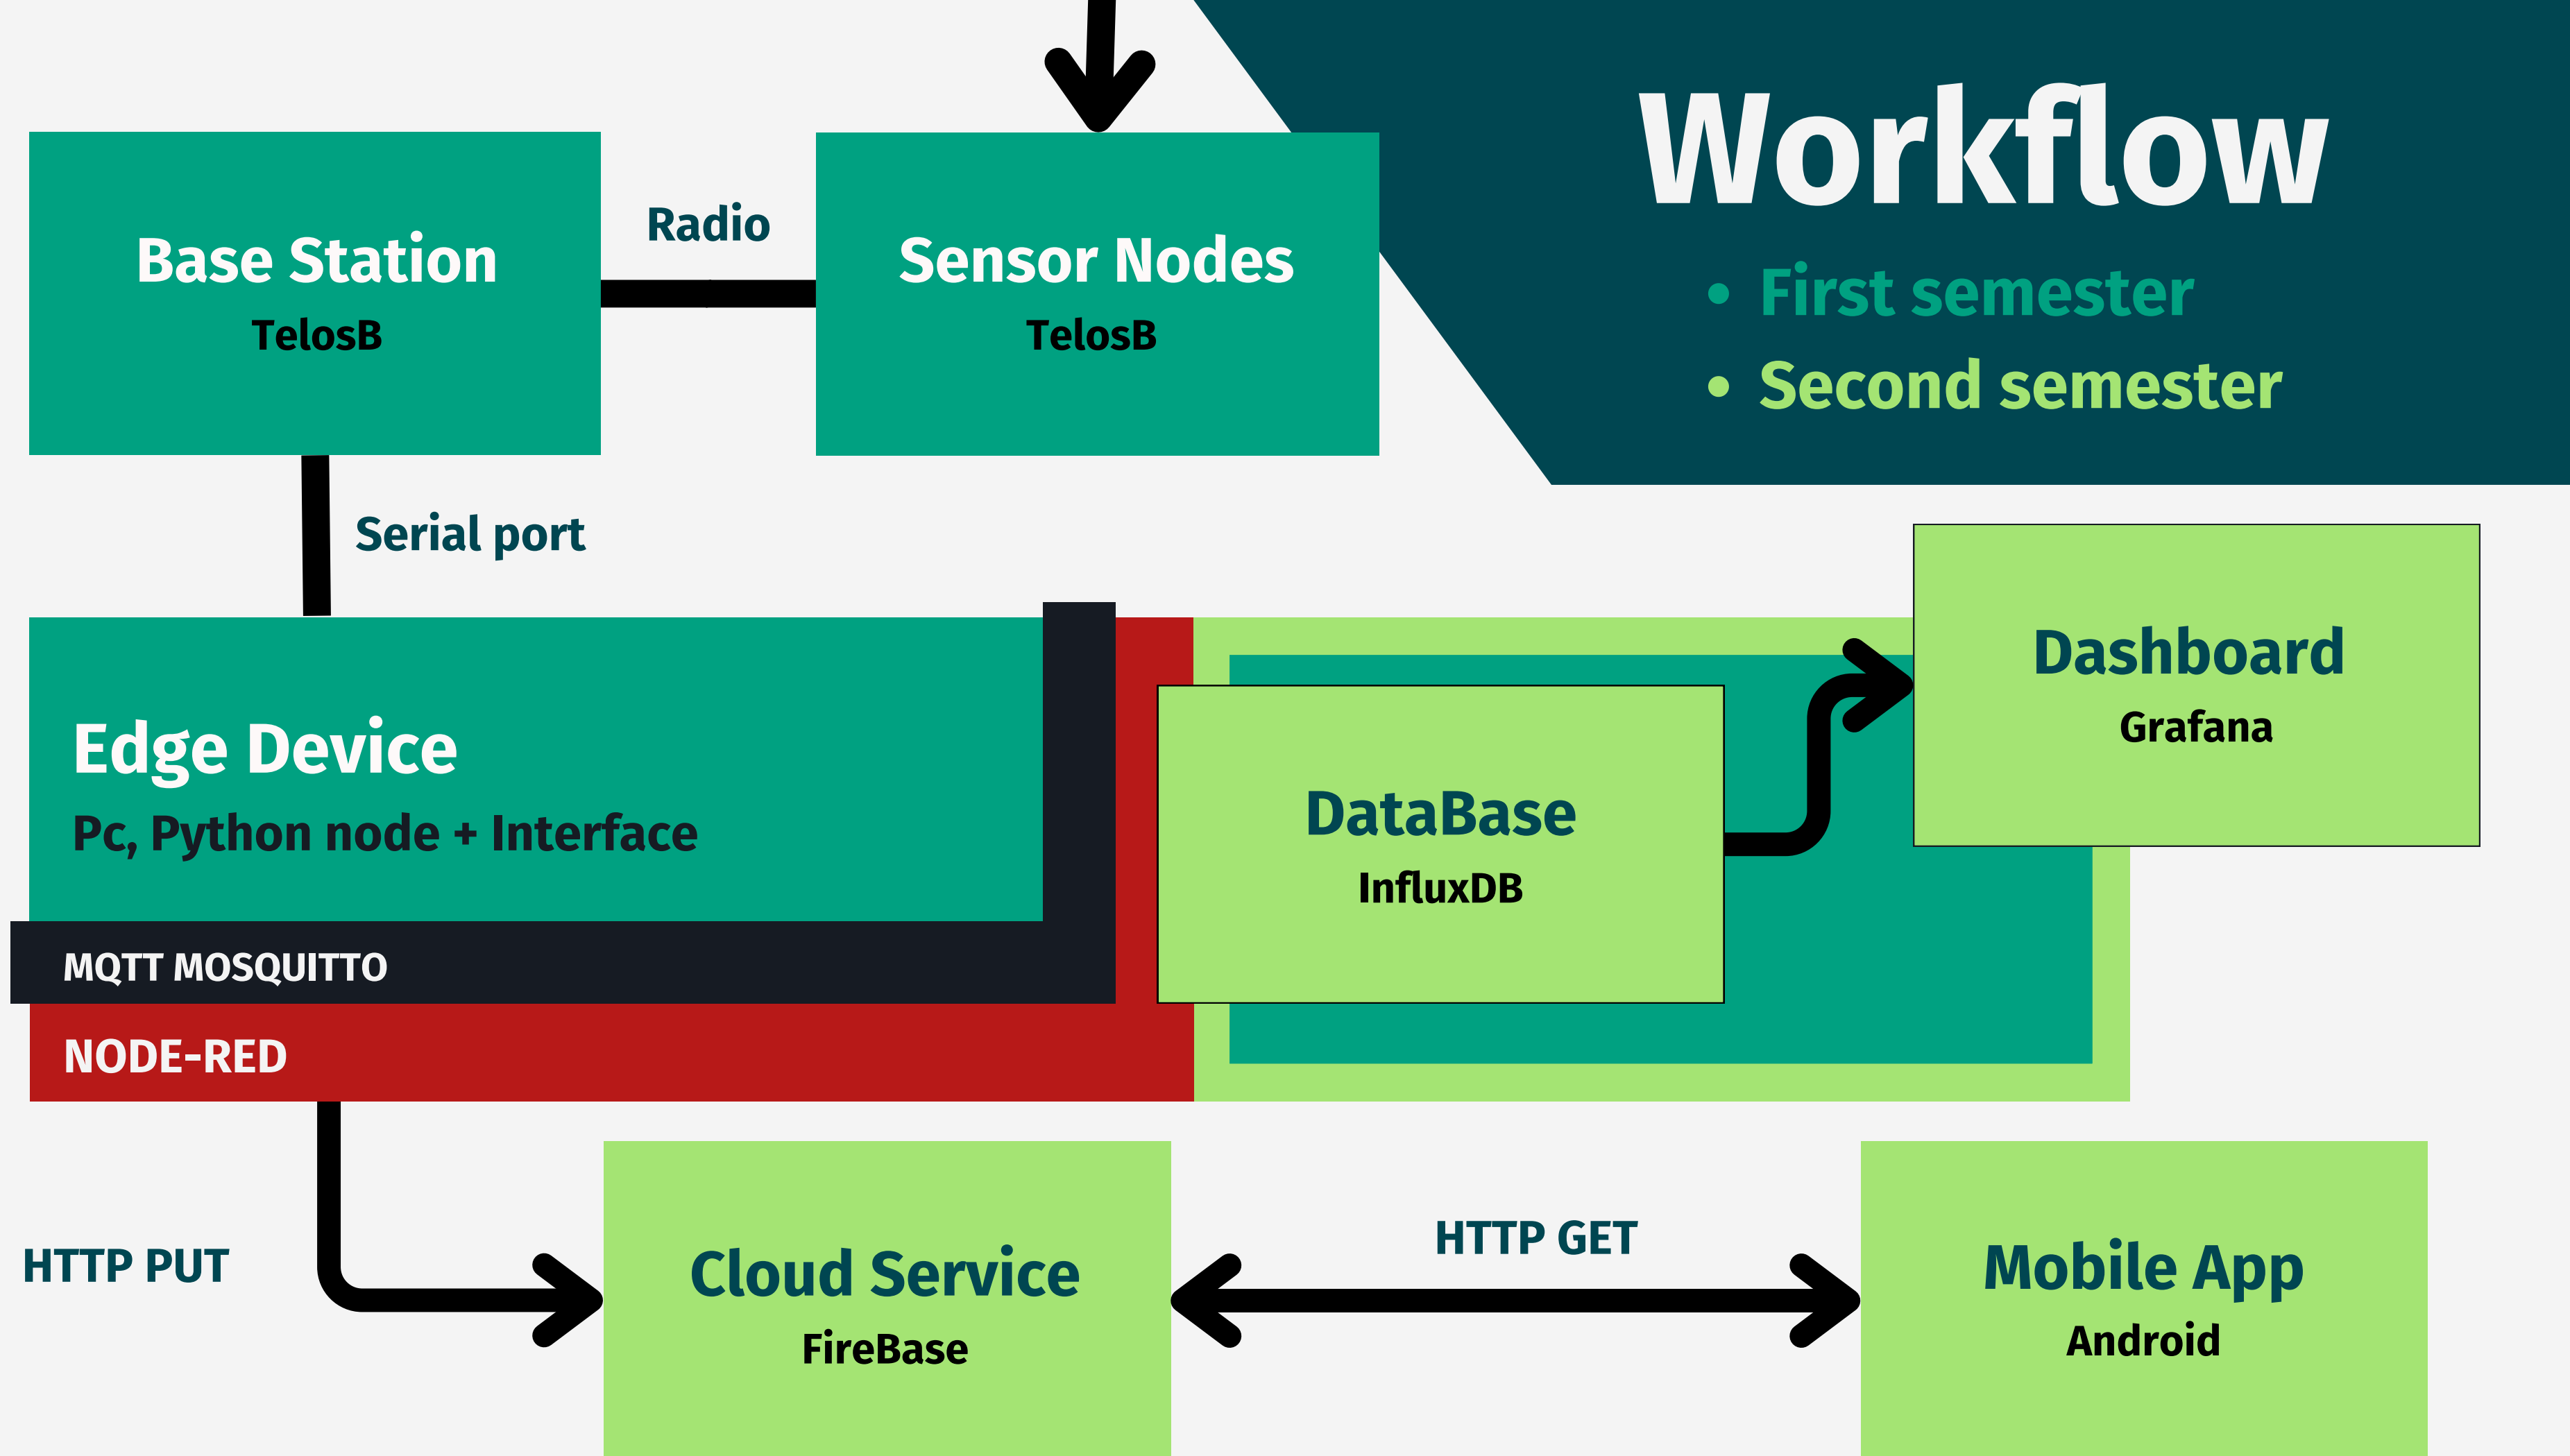 Workflow
• First semester
• Second semester
Base Station
TelosB
Radio
Sensor Nodes
TelosB
Serial port
Edge Device
Pc, Python node + Interface
MQTT MOSQUITTO
NODE-RED
DataBase
InfluxDB
Dashboard
Grafana
HTTP PUT
Cloud Service
FireBase
HTTP GET
Mobile App
Android